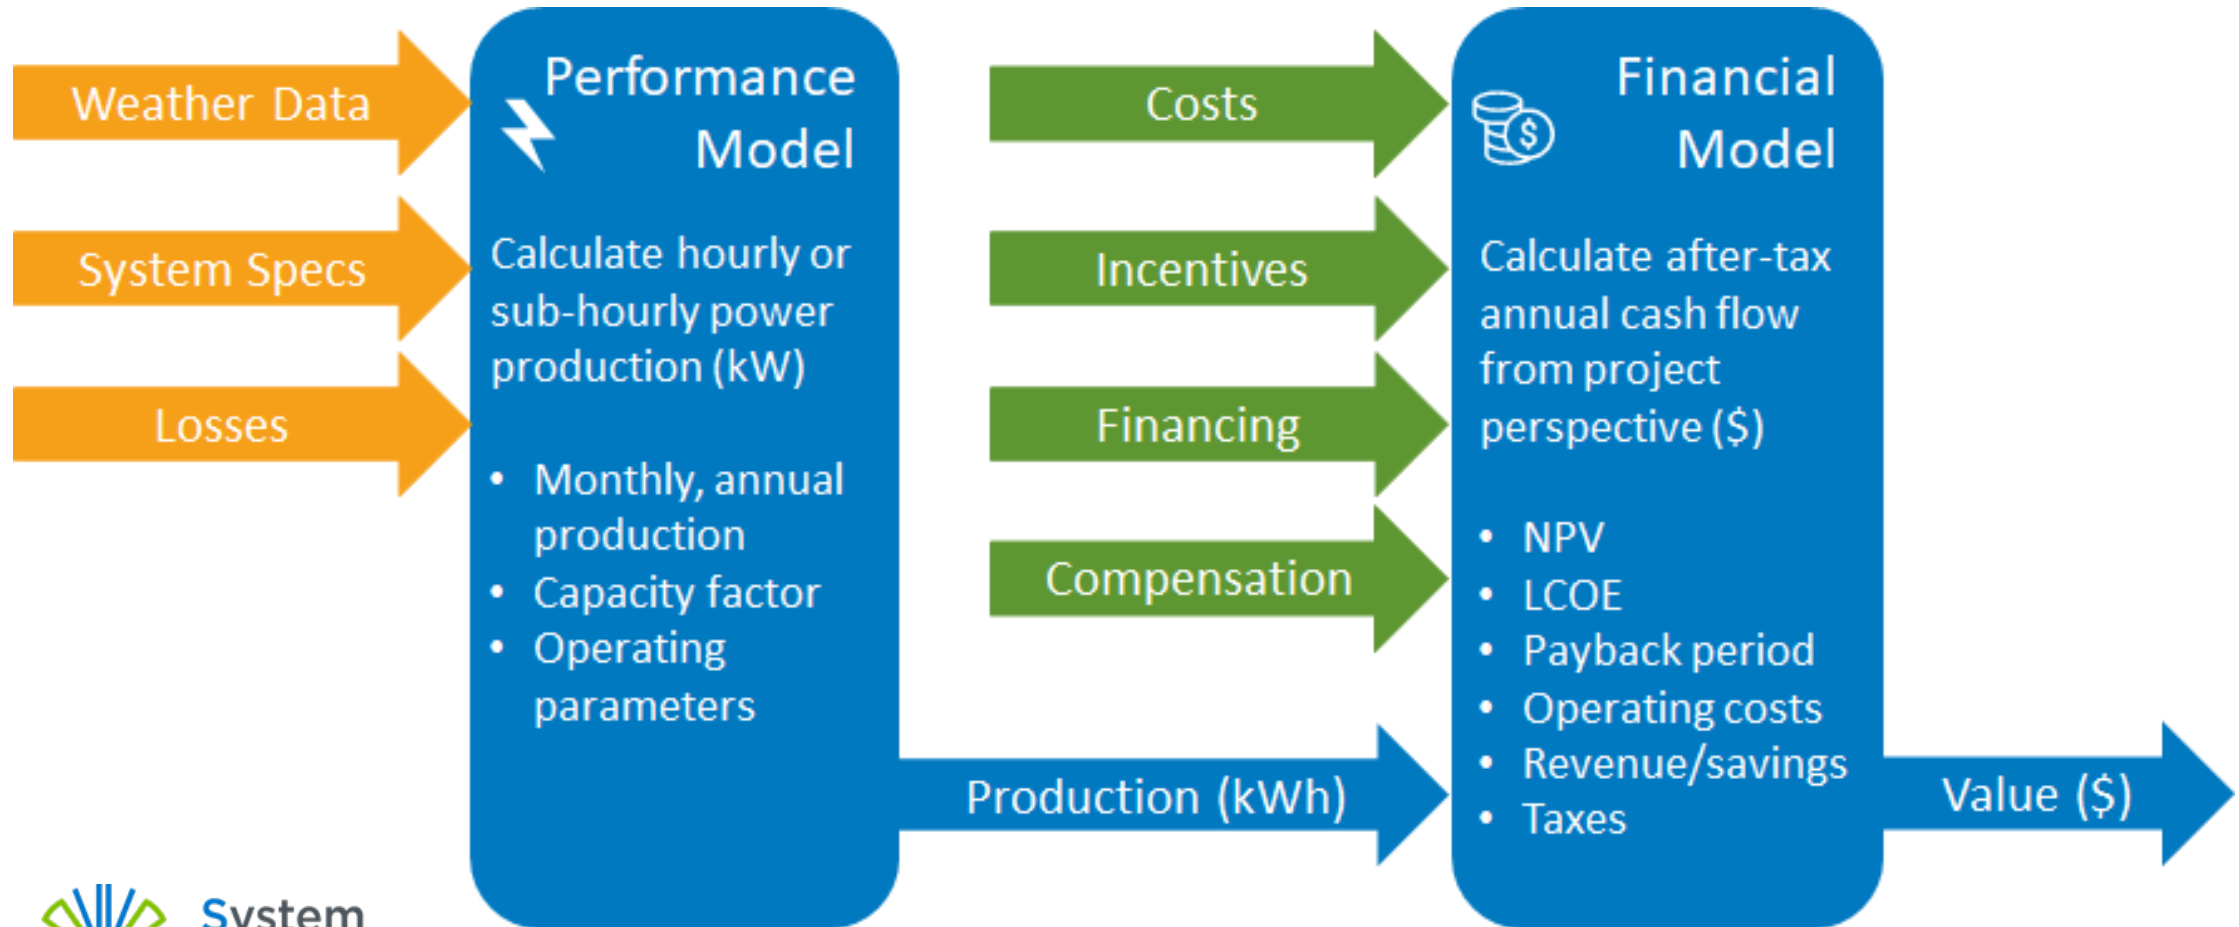 Weather Data
System Specs
Losses
Performance
Model
Calculate hourly or
sub-hourly power
production (kW)
• Monthly, annual
production
• Capacity factor
• Operating
parameters
Costs
Incentives
Financing
Compensation
Production (kWh)
Financial
Model
$
Calculate after-tax
annual cash flow
from project
perspective ($)
• NPV
• LCOE
• Payback period
• Operating costs
• Revenue/savings
• Taxes
Value ($)
System